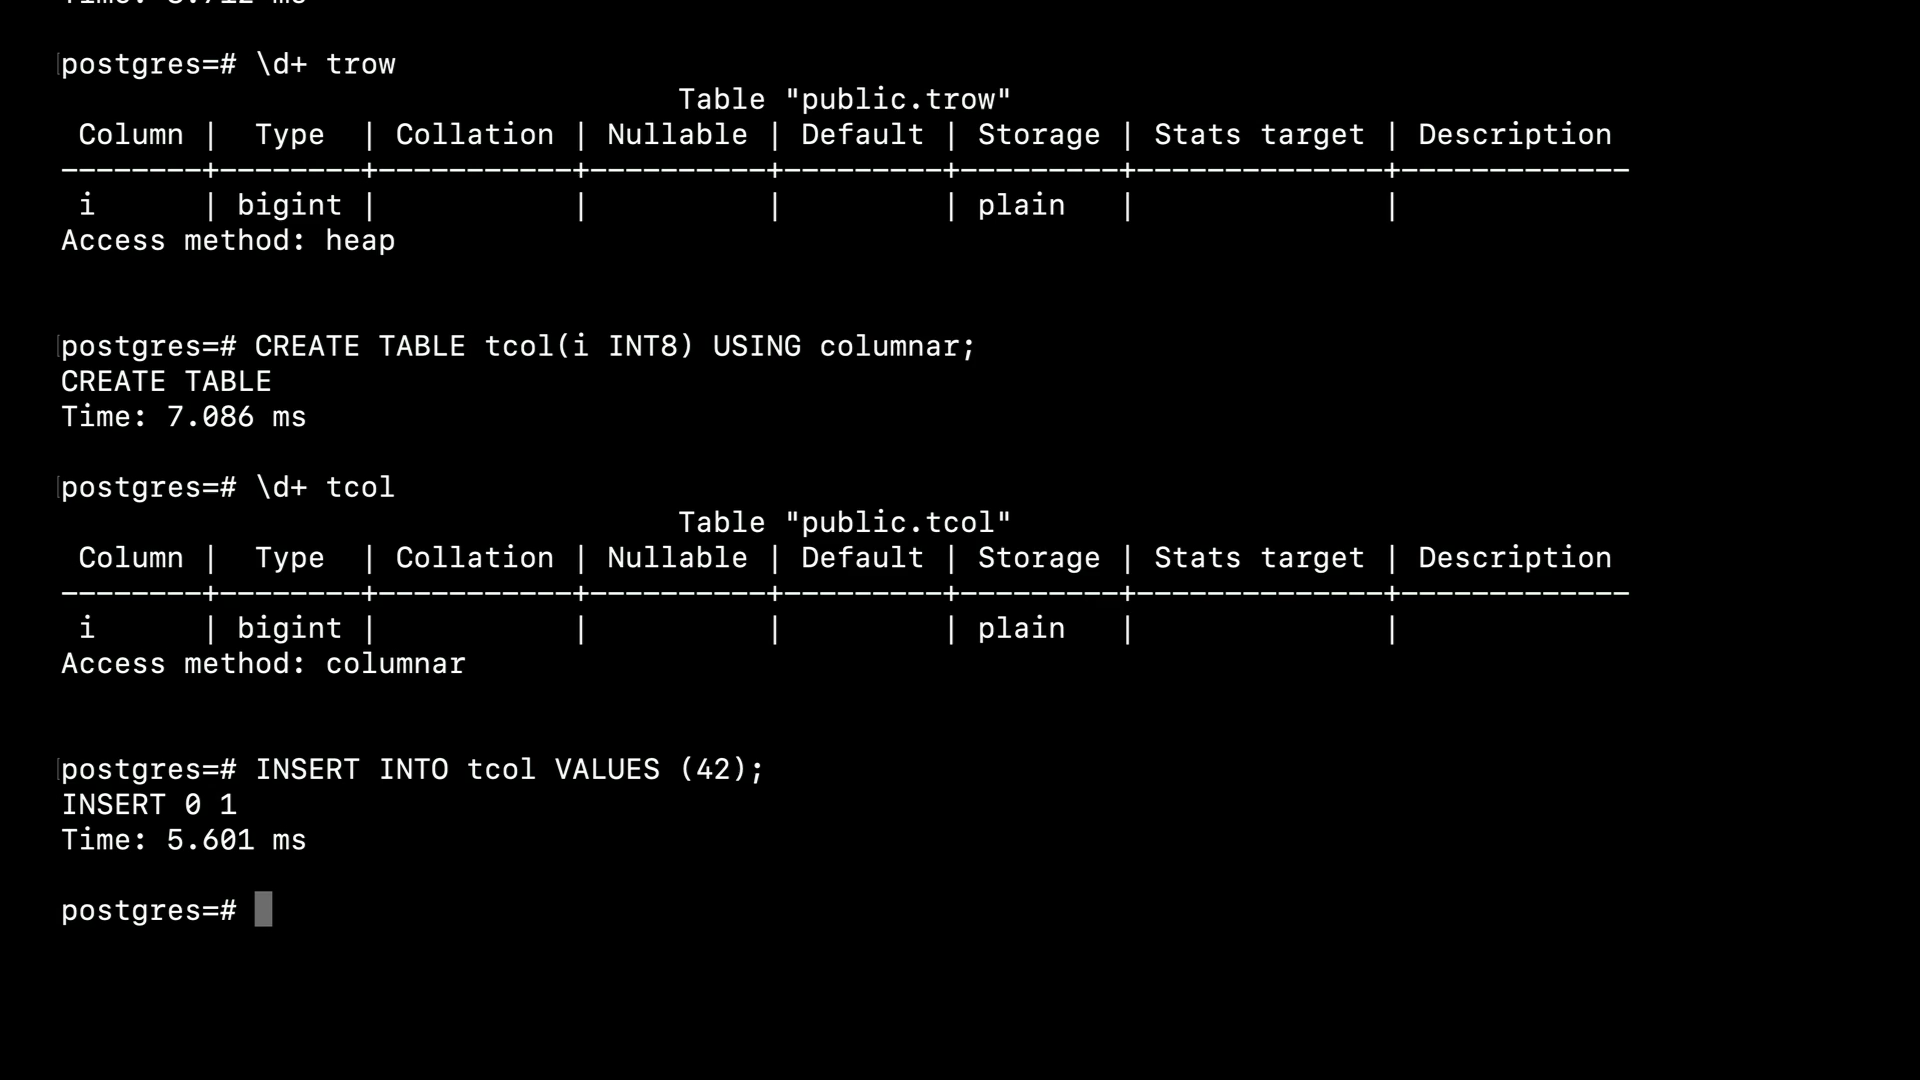 postgres=# \d+ trow
Table "public.trow"
Column | Type | Collation | Nullable | Default | Storage | Stats target | Description
--------+--------+-----------+----------+---------+---------+--------------+-------------
i | bigint | | | | plain | |
Access method: heap
postgres=# CREATE TABLE tcol(i INT8) USING columnar;
CREATE TABLE
Time: 7.086 ms
postgres=# \d+ tcol
Table "public.tcol"
Column | Type | Collation | Nullable | Default | Storage | Stats target | Description
--------+--------+-----------+----------+---------+---------+--------------+-------------
i | bigint | | | | plain | |
Access method: columnar
postgres=# INSERT INTO tcol VALUES (42);
INSERT 0 1
Time: 5.601 ms
postgres=#